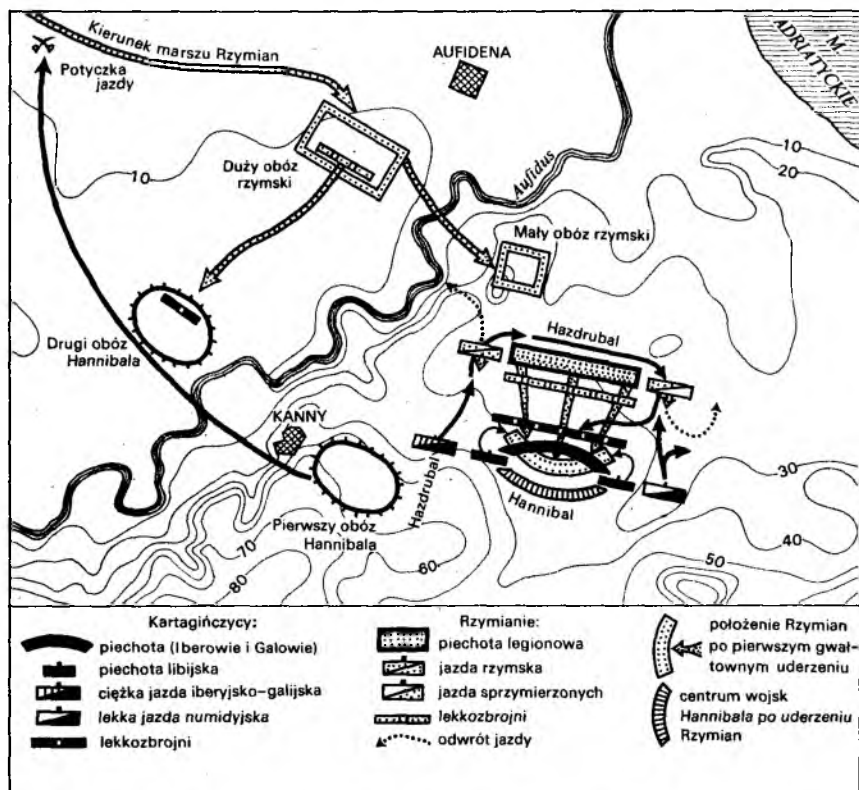 Kierunek marszu Rzymian
Potyczka
jazdy
AUFIDENA
M.
ADRIATYCKIE
Duży obóz
rzymski
10
Aufidus
10
20
Mały obóz rzymski
Drugi obóz
Hannibala
Hazdrubal
KANNY
Hazdrubal
Hannibal
Pierwszy obóz
Hannibala
30
40
50
60
70
80
Kartagińczycy:
piechota (Iberowie i Galowie)
piechota libijska
ciężka jazda iberyjsko-galijska
lekka jazda numidyjska
lekkozbrojni
Rzymianie:
piechota legionowa
jazda rzymska
jazda sprzymierzonych
lekkozbrojni
odwrót jazdy
położenie Rzymian
po pierwszym gwał-
townym uderzeniu
centrum wojsk
Hannibala po uderzeniu
Rzymian